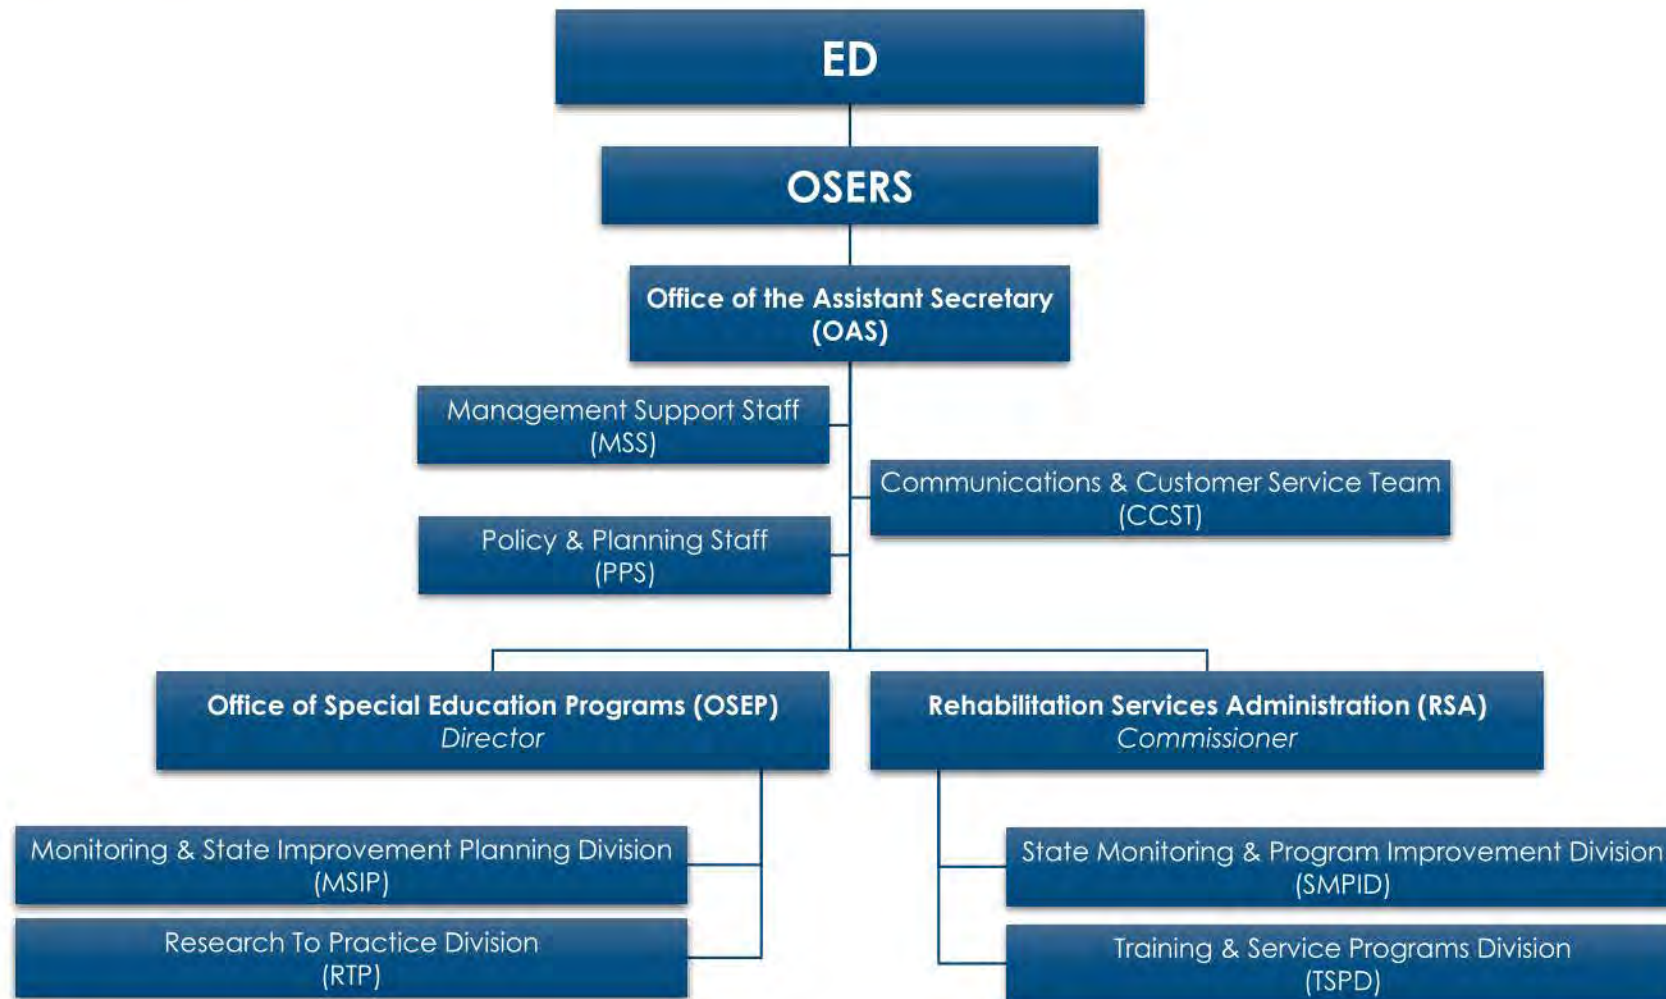 ED
OSERS
Office of the Assistant Secretary
(OAS)
Management Support Staff
(MSS)
Communications & Customer Service Team
(CCST)
Policy & Planning Staff
(PPS)
Office of Special Education Programs (OSEP)
Director
Rehabilitation Services Administration (RSA)
Commissioner
Monitoring & State Improvement Planning Division
(MSIP)
State Monitoring & Program Improvement Division
(SMPID)
Research To Practice Division
(RTP)
Training & Service Programs Division
(TSPD)